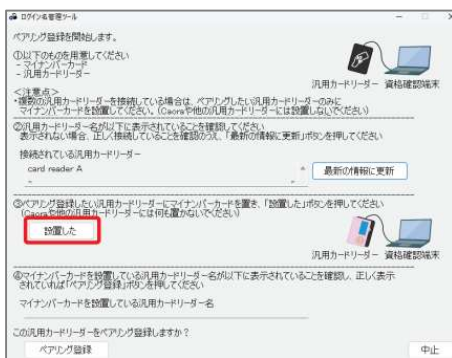 ログイン名管理ツール
ペアリング登録を開始します。
①以下のものを用意してください
- マイナンバーカード
- 汎用カードリーダー
<注意点>
・複数の汎用カードリーダーを接続している場合は、ペアリングしたい汎用カードリーダーのみに
マイナンバーカードを設置してください。(Caoraや他の汎用カードリーダーには設置しないでください)
汎用カードリーダー 資格確認端末
②汎用カードリーダー名が以下に表示されていることを確認してください
表示されない場合、正しく接続していることを確認のうえ、「最新の情報に更新」ボタンを押してください
接続されている汎用カードリーダー
card reader A
最新の情報に更新
③ペアリング登録したい汎用カードリーダーにマイナンバーカードを置き、「設置した」ボタンを押してください
(Caoraや他の汎用カードリーダーには何も置かないでください)
設置した
汎用カードリーダー 資格確認端末
④マイナンバーカードを設置している汎用カードリーダー名が以下に表示されていることを確認し、正しく表示
されていれば「ペアリング登録」ボタンを押してください
マイナンバーカードを設置している汎用カードリーダー名
この汎用カードリーダーをペアリング登録しますか?
ペアリング登録
中止